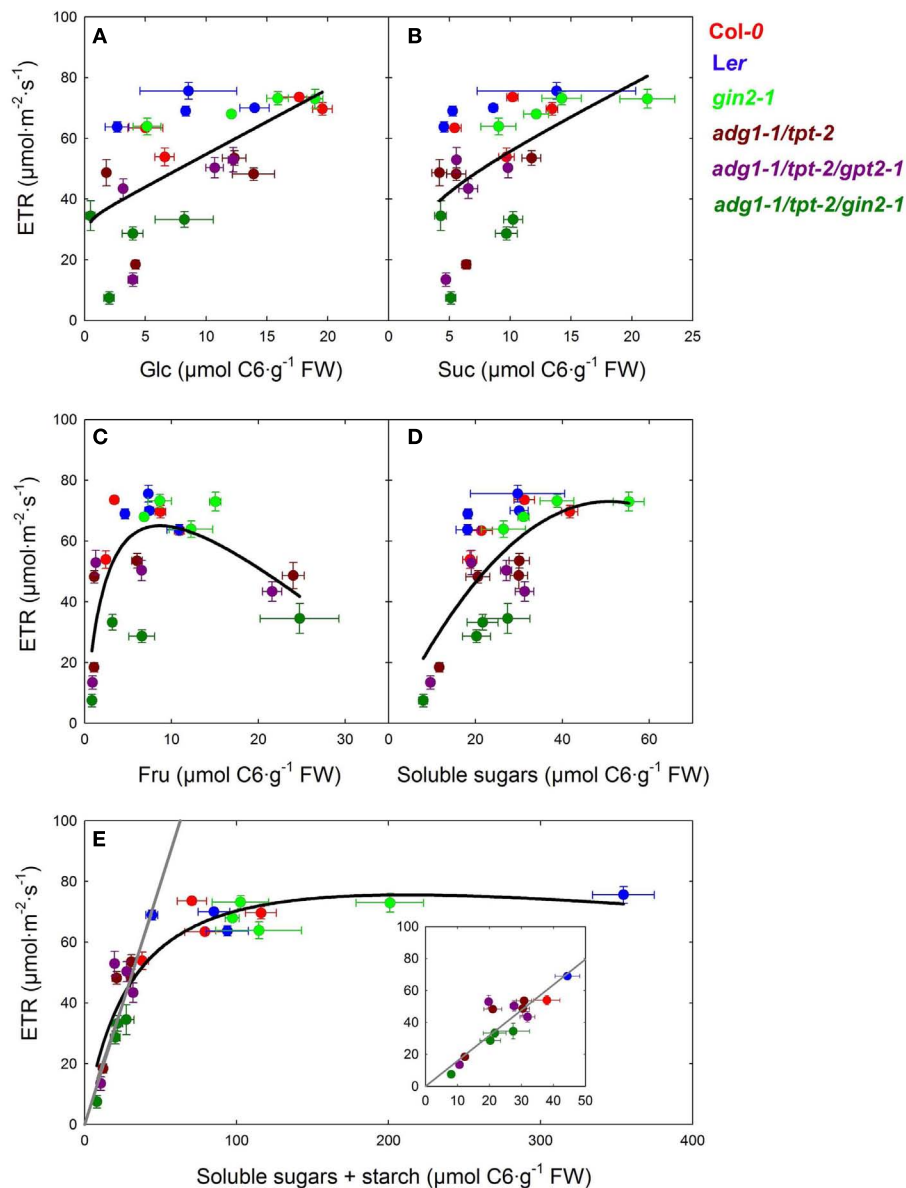 A
B
Col-0
Ler
gin2-1
adg1-1/tpt-2
adg1-1/tpt-2/gpt2-1
adg1-1/tpt-2/gin2-1
100
80
60
40
20
0
ETR (µmol·m⁻²·s⁻¹)
0 5 10 15 20
0 5 10 15 20 25
Glc (µmol C6·g⁻¹ FW)
Suc (µmol C6·g⁻¹ FW)
C
D
100
80
60
40
20
0
ETR (µmol·m⁻²·s⁻¹)
0 10 20 30
0 20 40 60
Fru (µmol C6·g⁻¹ FW)
Soluble sugars (µmol C6·g⁻¹ FW)
E
100
80
60
40
20
0
ETR (µmol·m⁻²·s⁻¹)
100
80
60
40
20
0
0 10 20 30 40 50
0 100 200 300 400
Soluble sugars + starch (µmol C6·g⁻¹ FW)